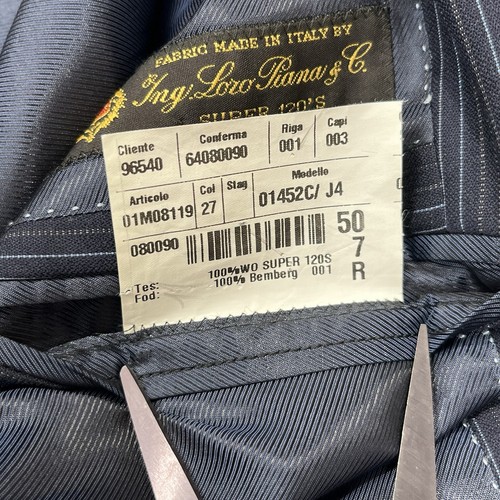 FABRIC MADE IN ITALY BY
Ing. Loro Piana & C.
SUPER 120'S
Cliente Conferma Riga Capi
96540 64080090 001 003
Articolo Col Stag Modello
01M08119 27 01452C/ J4
080090 50
7
R
Tes: 100%WO SUPER 120S
Fod: 100% Bemberg 001